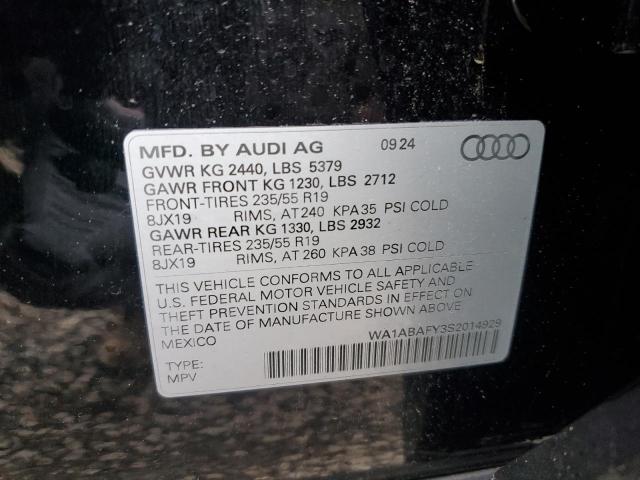 MFD. BY AUDI AG 09 24
GVWR KG 2440, LBS 5379
GAWR FRONT KG 1230, LBS 2712
FRONT-TIRES 235/55 R19
8JX19 RIMS, AT 240 KPA 35 PSI COLD
GAWR REAR KG 1330, LBS 2932
REAR-TIRES 235/55 R19
8JX19 RIMS, AT 260 KPA 38 PSI COLD
THIS VEHICLE CONFORMS TO ALL APPLICABLE
U.S. FEDERAL MOTOR VEHICLE SAFETY AND
THEFT PREVENTION STANDARDS IN EFFECT ON
THE DATE OF MANUFACTURE SHOWN ABOVE
MEXICO
WA1ABAFY3S2014929
TYPE:
MPV